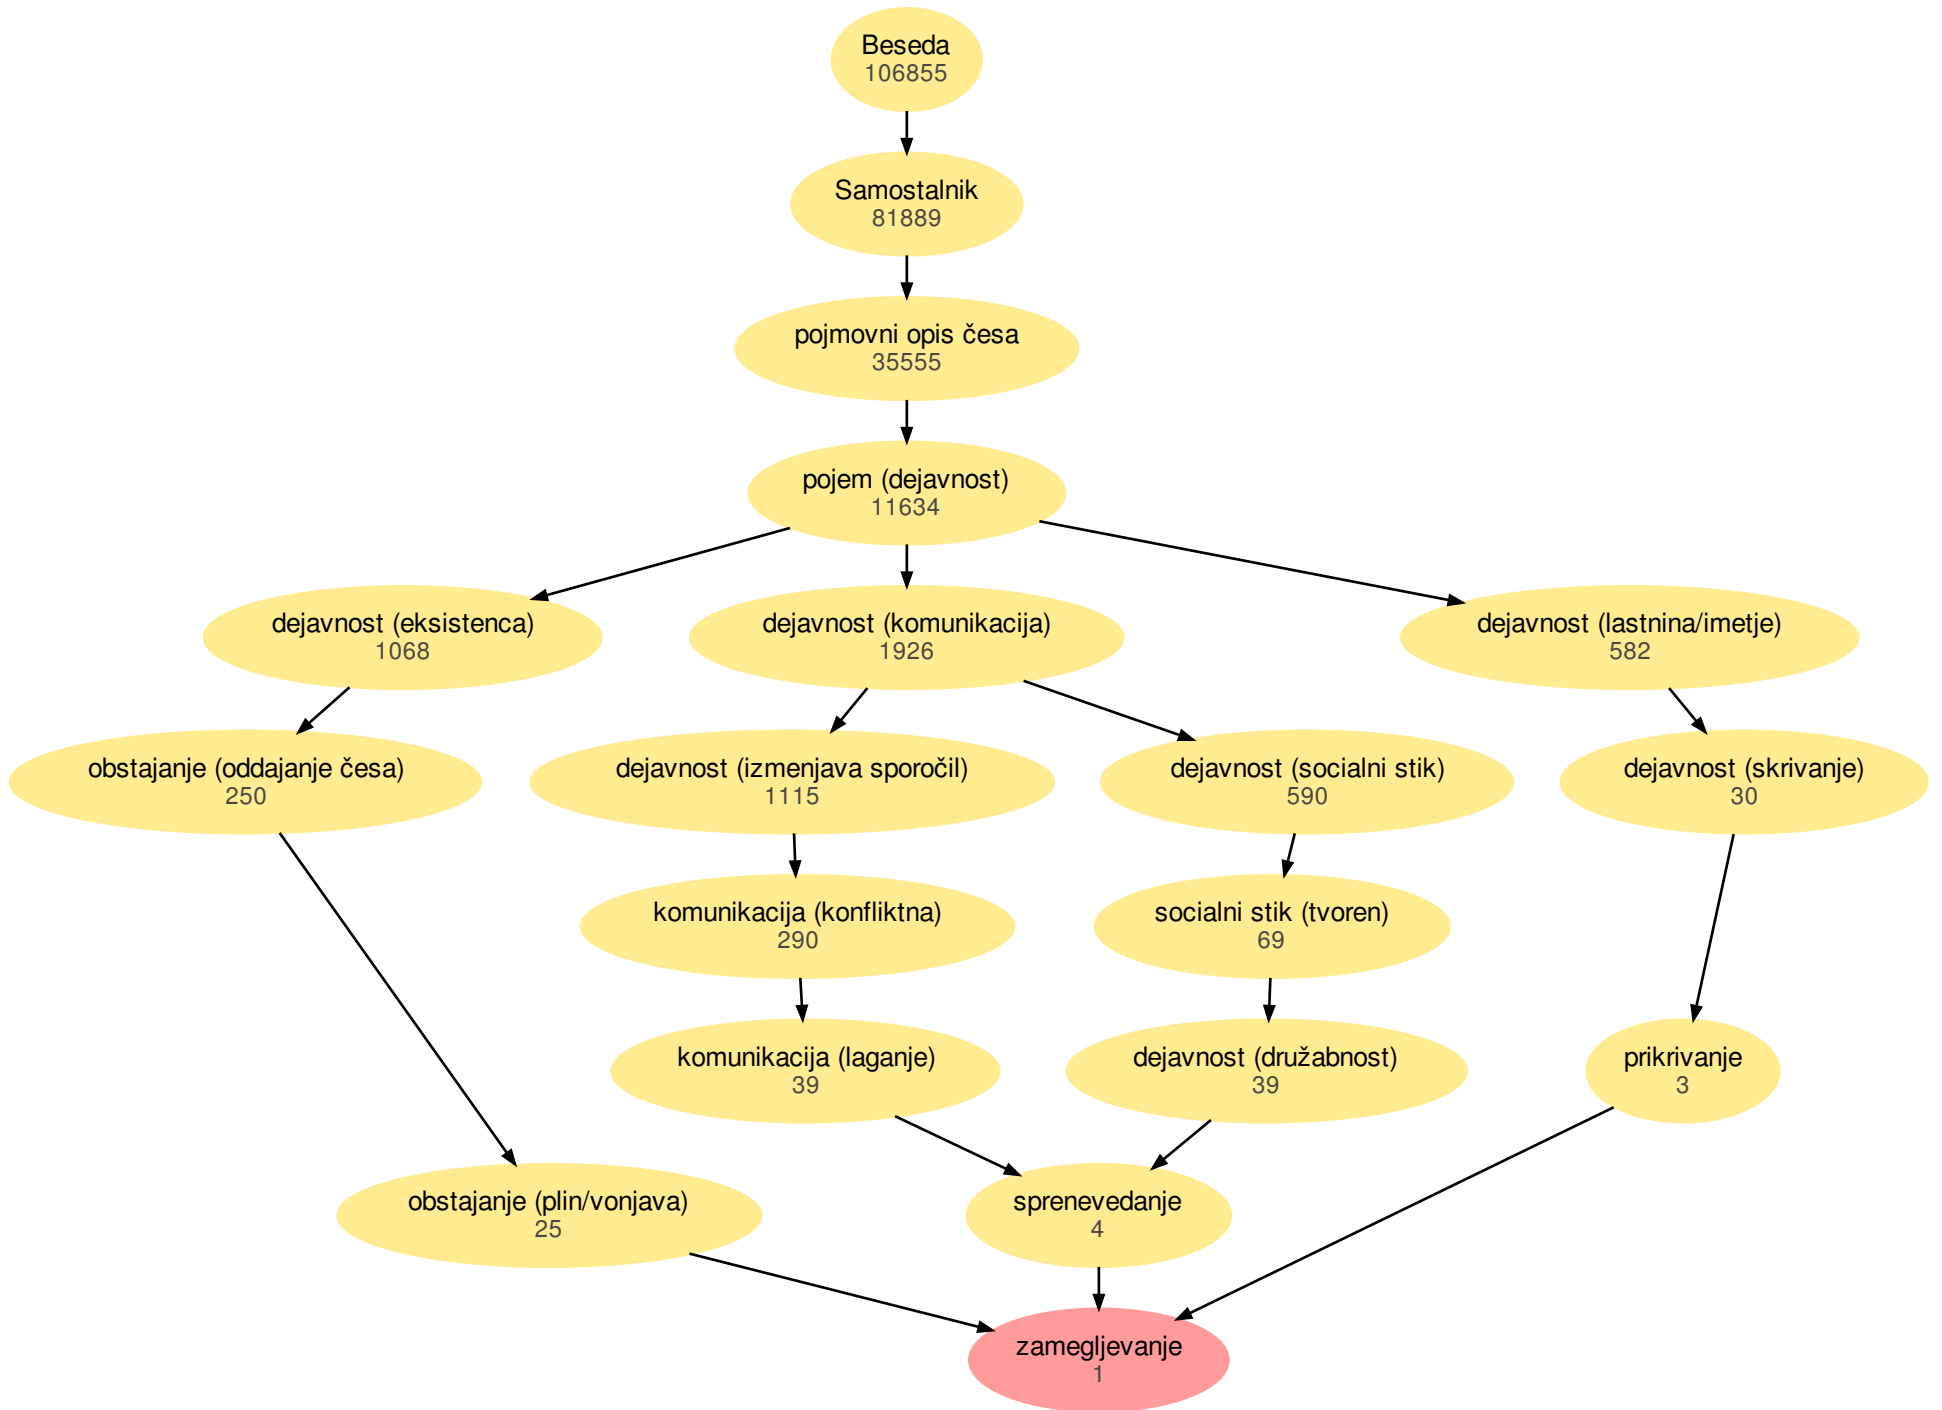 Beseda
106855
Samostalnik
81889
pojmovni opis česa
35555
pojem (dejavnost)
11634
dejavnost (eksistenca)
1068
dejavnost (komunikacija)
1926
dejavnost (lastnina/imetje)
582
obstajanje (oddajanje česa)
250
dejavnost (izmenjava sporočil)
1115
dejavnost (socialni stik)
590
dejavnost (skrivanje)
30
komunikacija (konfliktna)
290
socialni stik (tvoren)
69
komunikacija (laganje)
39
dejavnost (družabnost)
39
prikrivanje
3
obstajanje (plin/vonjava)
25
sprenevedanje
4
zamegljevanje
1